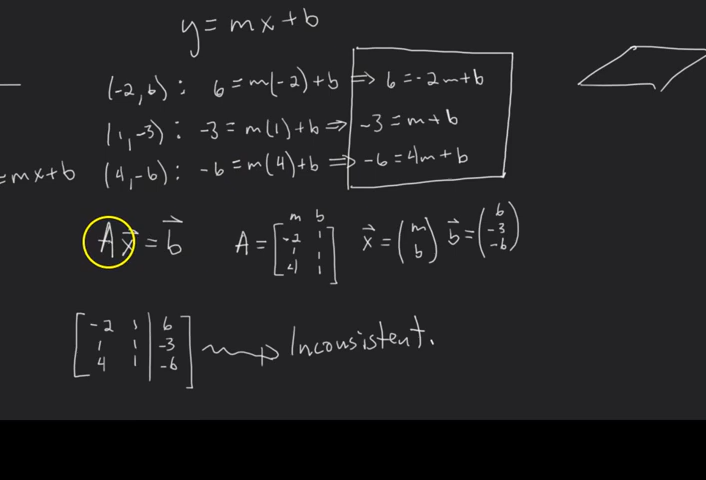 y = mx + b
(-2, 6) : 6 = m(-2) + b ⇒ 6 = -2m + b
(1, -3) : -3 = m(1) + b ⇒ -3 = m + b
= mx + b (4, -6) : -6 = m(4) + b ⇒ -6 = 4m + b
m b
A x⃗ = b⃗ A = [-2 1; 1 1; 4 1] x⃗ = (m; b) b⃗ = (6; -3; -6)
[-2 1 | 6
1 1 | -3
4 1 | -6] ⟿ Inconsistent.